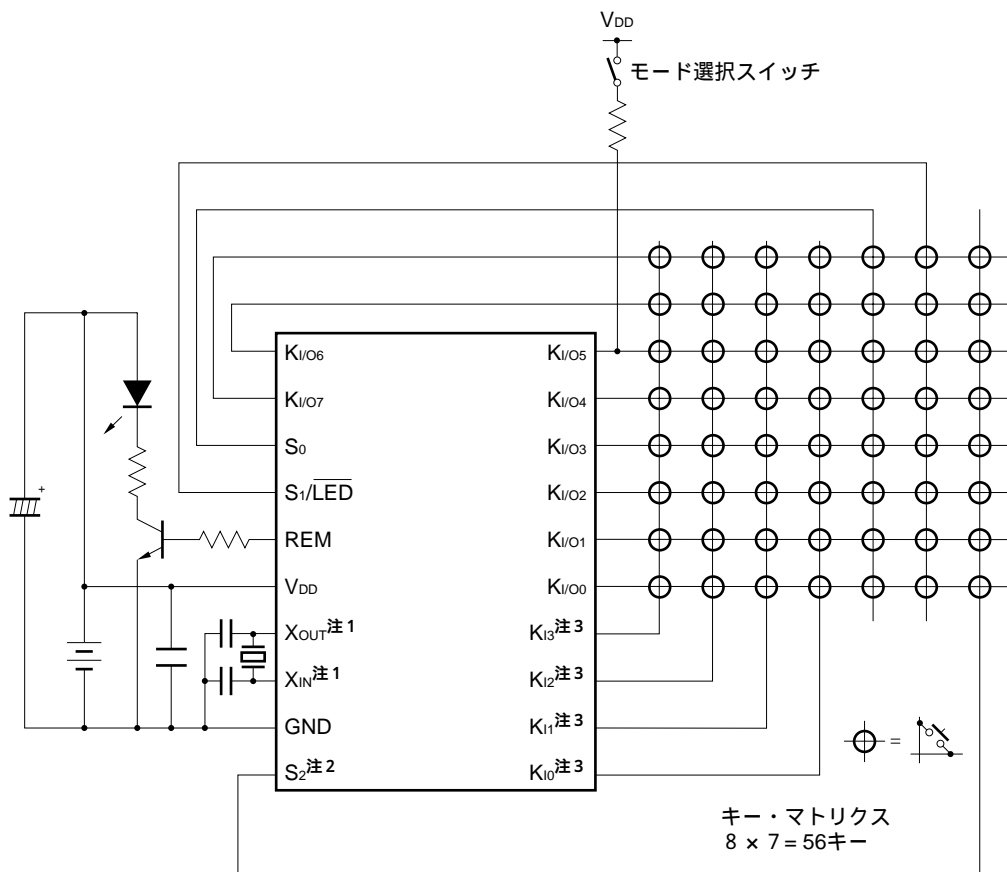 VDD
モード選択スイッチ
KI/O6
KI/O7
S0
S1/LED
REM
VDD
XOUT注1
XIN注1
GND
S2注2
KI/O5
KI/O4
KI/O3
KI/O2
KI/O1
KI/O0
KI3注3
KI2注3
KI1注3
KI0注3
+
=
キー・マトリクス
8 × 7 = 56キー